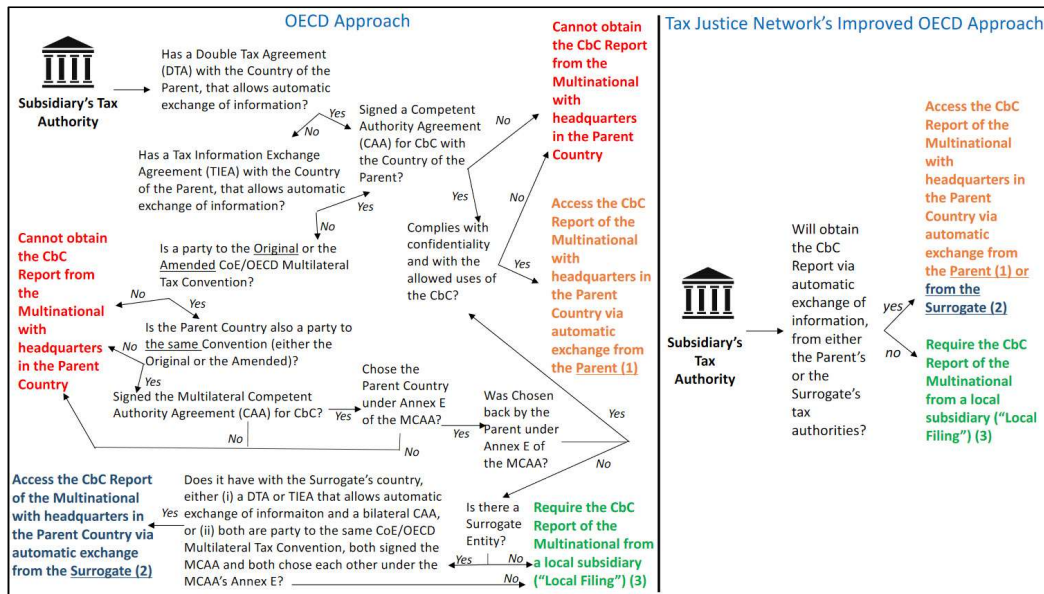 OECD Approach
Subsidiary's Tax
Authority
Has a Double Tax Agreement
(DTA) with the Country of the
Parent, that allows automatic
exchange of information?
Yes
No
Signed a Competent
Authority Agreement
(CAA) for CbC with
the Country of the
Parent?
No
Yes
Cannot obtain
the CbC Report
from the
Multinational
with
headquarters
in the Parent
Country
Has a Tax Information Exchange
Agreement (TIEA) with the Country
of the Parent, that allows automatic
exchange of information?
Yes
No
Complies with
confidentiality
and with the
allowed uses of
the CbC?
No
Yes
Access the CbC
Report of the
Multinational
with
headquarters in
the Parent
Country via
automatic
exchange from
the Parent (1)
Is a party to the Original or the
Amended CoE/OECD Multilateral
Tax Convention?
No
Yes
Cannot obtain
the CbC
Report from
the
Multinational
with
headquarters
in the Parent
Country
Is the Parent Country also a party to
the same Convention (either the
Original or the Amended)?
No
Yes
Signed the Multilateral Competent
Authority Agreement (CAA) for CbC?
Yes
No
Chose the
Parent Country
under Annex E
of the MCAA?
Yes
No
Was Chosen
back by the
Parent under
Annex E of
the MCAA?
Yes
No
Is there a
Surrogate
Entity?
Yes
No
Require the CbC
Report of the
Multinational from
a local subsidiary
("Local Filing") (3)
Does it have with the Surrogate's country,
either (i) a DTA or TIEA that allows automatic
exchange of informaiton and a bilateral CAA,
or (ii) both are party to the same CoE/OECD
Multilateral Tax Convention, both signed the
MCAA and both chose each other under the
MCAA's Annex E?
Yes
No
Access the CbC Report
of the Multinational
with headquarters in
the Parent Country via
automatic exchange
from the Surrogate (2)
Tax Justice Network's Improved OECD Approach
Subsidiary's Tax
Authority
Will obtain
the CbC
Report via
automatic
exchange of
information,
from either
the Parent's
or the
Surrogate's
tax
authorities?
yes
no
Access the CbC
Report of the
Multinational
with
headquarters in
the Parent
Country via
automatic
exchange from
the Parent (1) or
from the
Surrogate (2)
Require the CbC
Report of the
Multinational
from a local
subsidiary
("Local
Filing") (3)